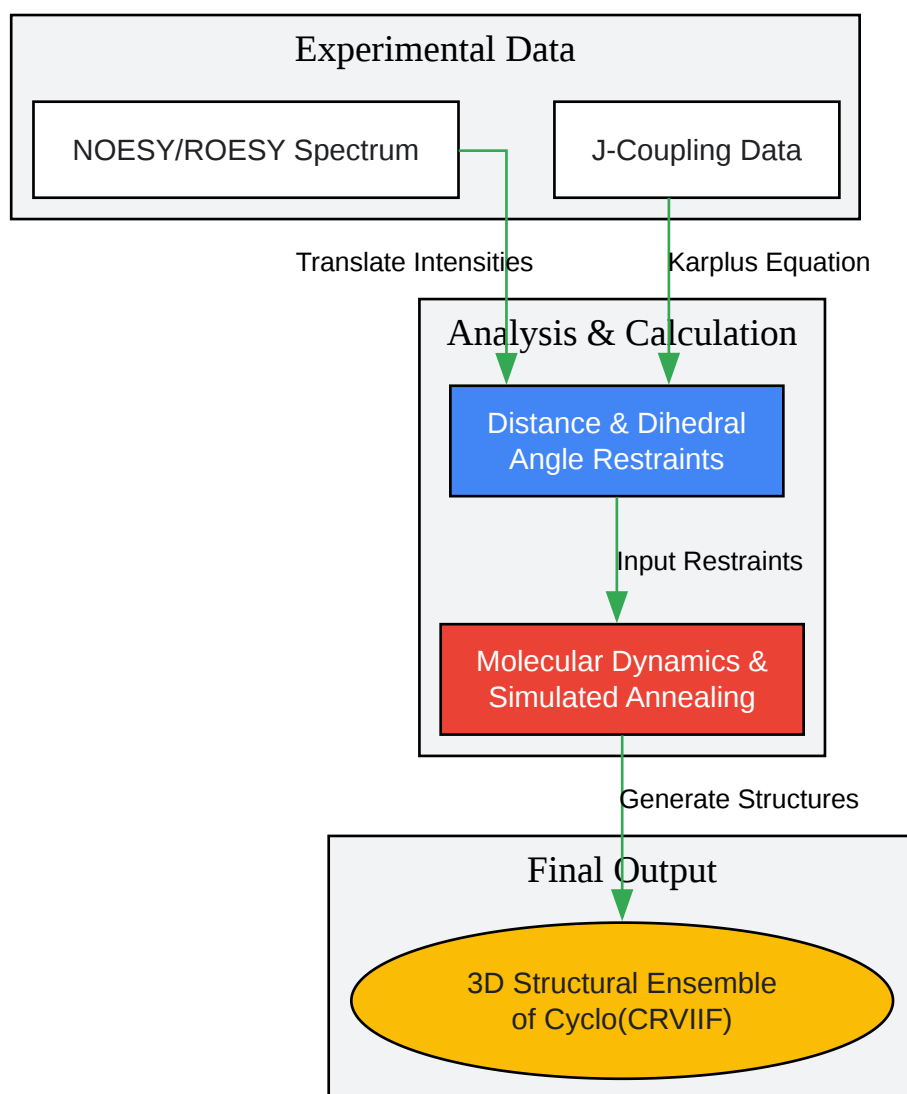 Experimental Data
NOESY/ROESY Spectrum
J-Coupling Data
Translate Intensities
Karplus Equation
Analysis & Calculation
Distance & Dihedral
Angle Restraints
Input Restraints
Molecular Dynamics &
Simulated Annealing
Generate Structures
Final Output
3D Structural Ensemble
of Cyclo(CRVIIF)